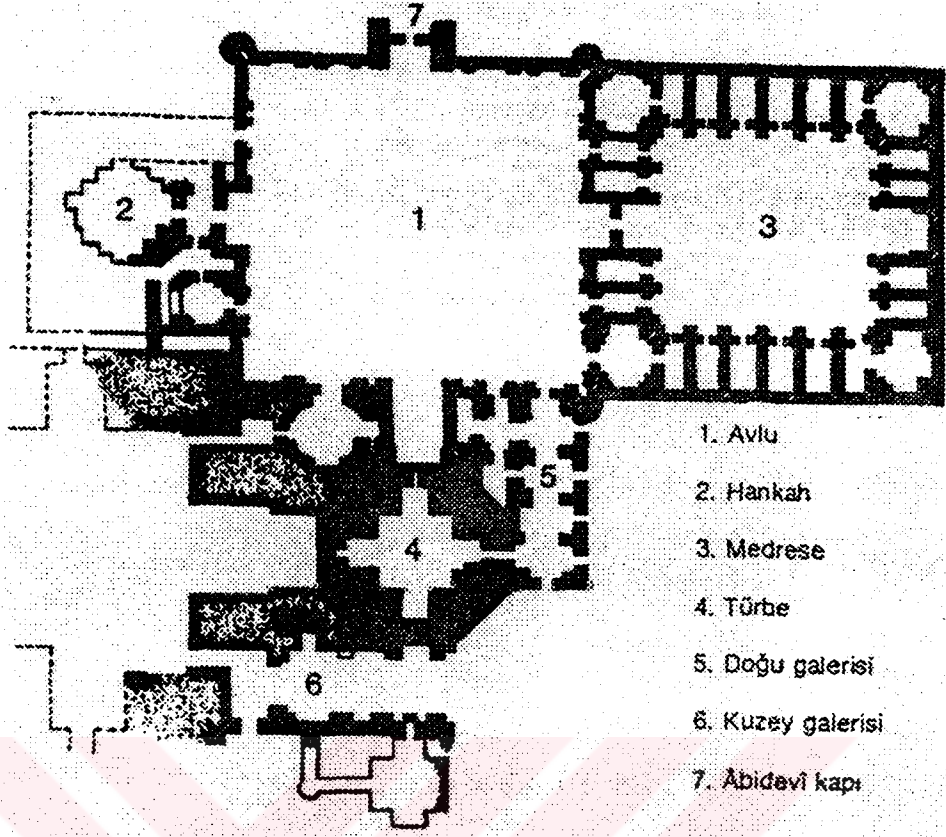 7
2
1
3
5
4
6
1. Avlu
2. Hankah
3. Medrese
4. Türbe
5. Doğu galerisi
6. Kuzey galerisi
7. Âbidevî kapı